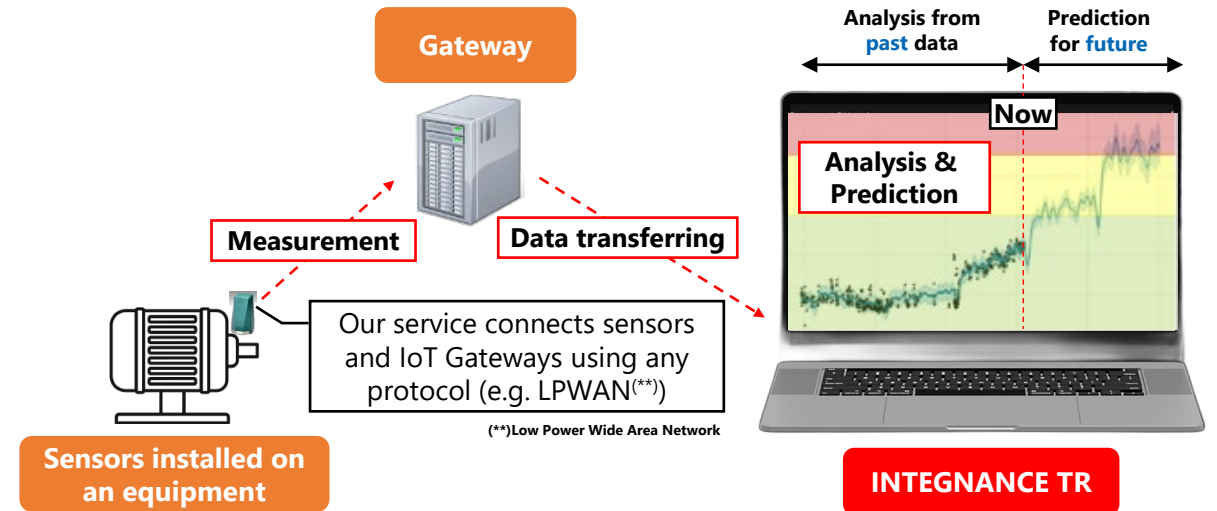 Gateway
Analysis from
past data
Prediction
for future
Now
Analysis &
Prediction
Measurement
Data transferring
Our service connects sensors
and IoT Gateways using any
protocol (e.g. LPWAN(**))
(**)Low Power Wide Area Network
Sensors installed on
an equipment
INTEGNANCE TR